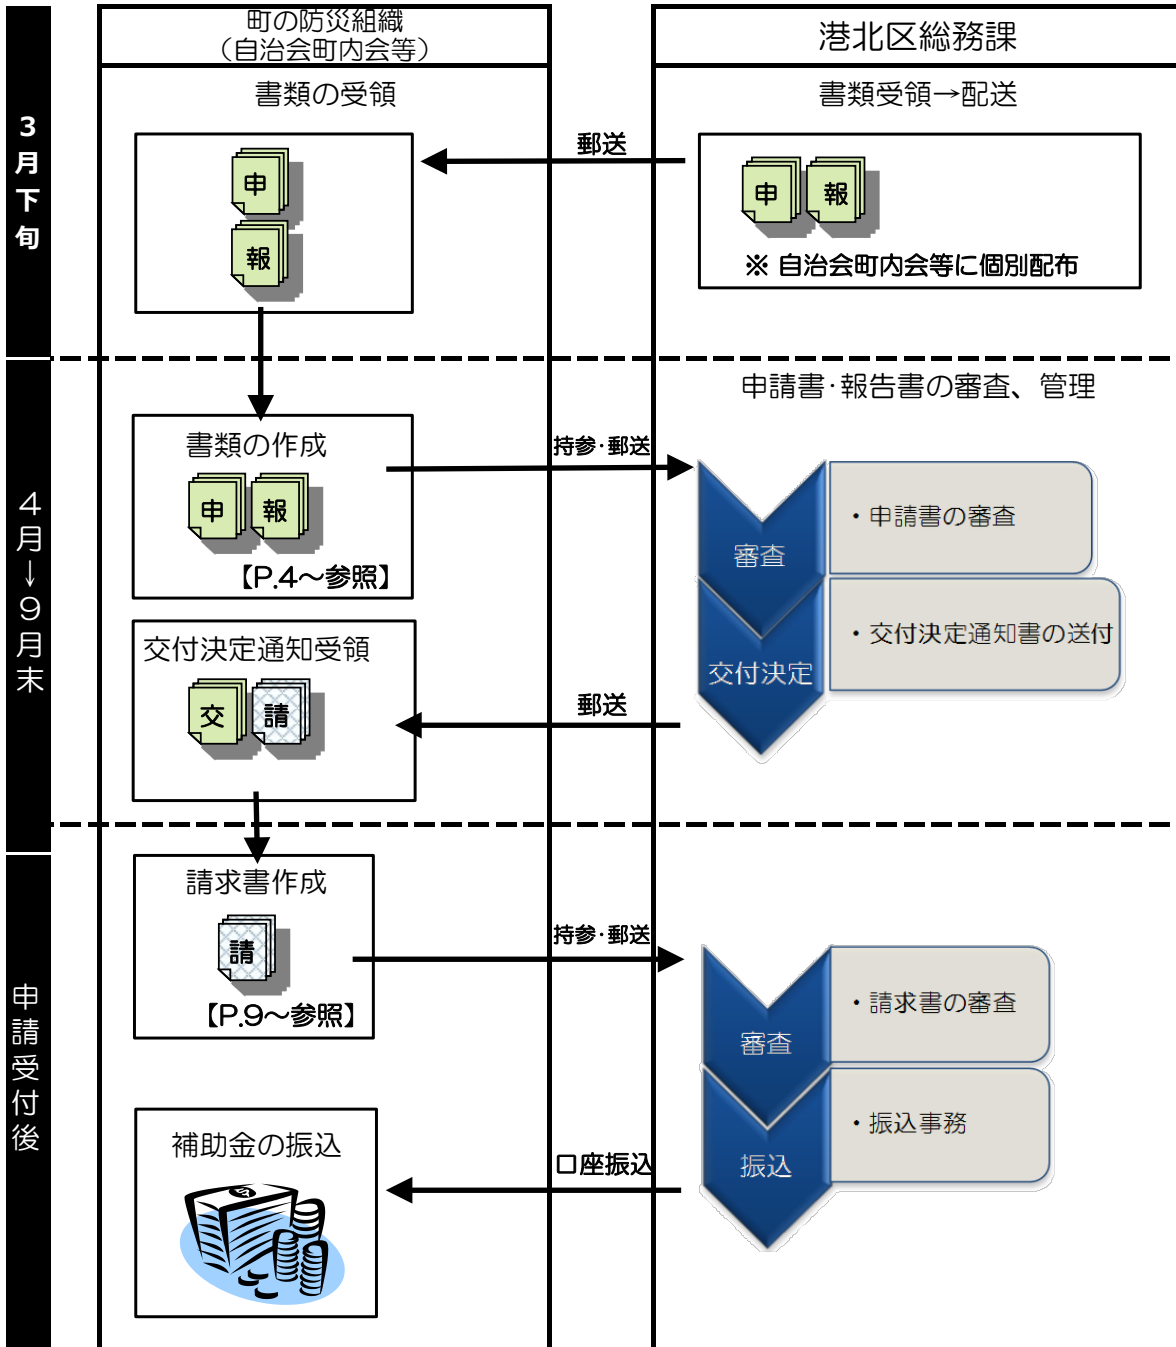 町の防災組織
（自治会町内会等）
港北区総務課
3月下旬
書類の受領
書類受領→配送
申
報
郵送
申
報
※ 自治会町内会等に個別配布
4月→9月末
申請書・報告書の審査、管理
書類の作成
申
報
【P.4～参照】
持参・郵送
審査
・申請書の審査
交付決定
・交付決定通知書の送付
交付決定通知受領
交
請
郵送
申請受付後
請求書作成
請
【P.9～参照】
持参・郵送
審査
・請求書の審査
振込
・振込事務
補助金の振込
口座振込